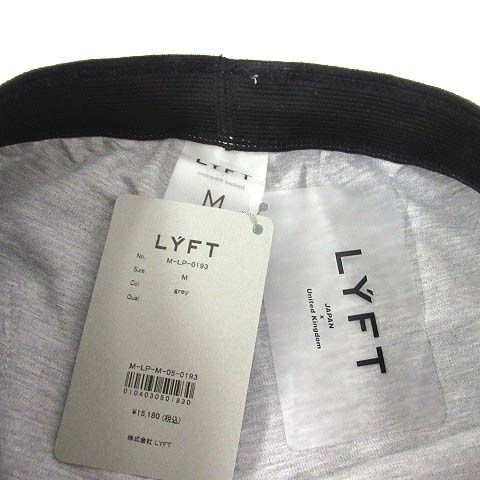 LYFT
M
LYFT
No. M-LP-0193
Size M
Col grey
Qual
M-LP-M-05-0193
0104030501930
¥15,180 (税込)
株式会社 LYFT
LYFT
JAPAN
x
United Kingdom